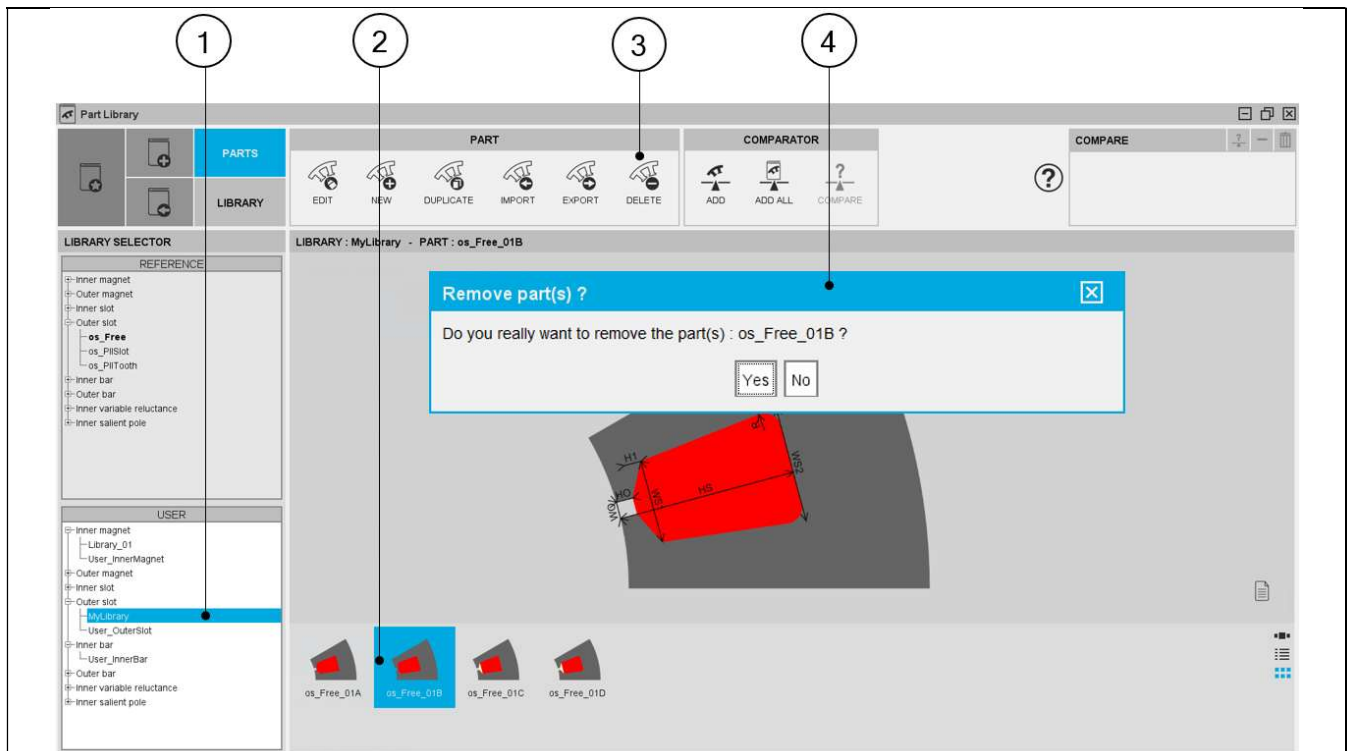 1
2
3
4
Part Library
PARTS
LIBRARY
PART
EDIT
NEW
DUPLICATE
IMPORT
EXPORT
DELETE
COMPARATOR
ADD
ADD ALL
?
COMPARE
?
COMPARE
?
LIBRARY SELECTOR
REFERENCE
Inner magnet
Outer magnet
Inner slot
Outer slot
os_Free
os_PllSlot
os_PllTooth
Inner bar
Outer bar
Inner variable reluctance
Inner salient pole
USER
Inner magnet
Library_01
User_InnerMagnet
Outer magnet
Inner slot
Outer slot
MyLibrary
User_OuterSlot
Inner bar
User_InnerBar
Outer bar
Inner variable reluctance
Inner salient pole
LIBRARY : MyLibrary - PART : os_Free_01B
Remove part(s) ?
Do you really want to remove the part(s) : os_Free_01B ?
Yes No
H1
HO
WO
WS1
HS
WS2
R
os_Free_01A
os_Free_01B
os_Free_01C
os_Free_01D